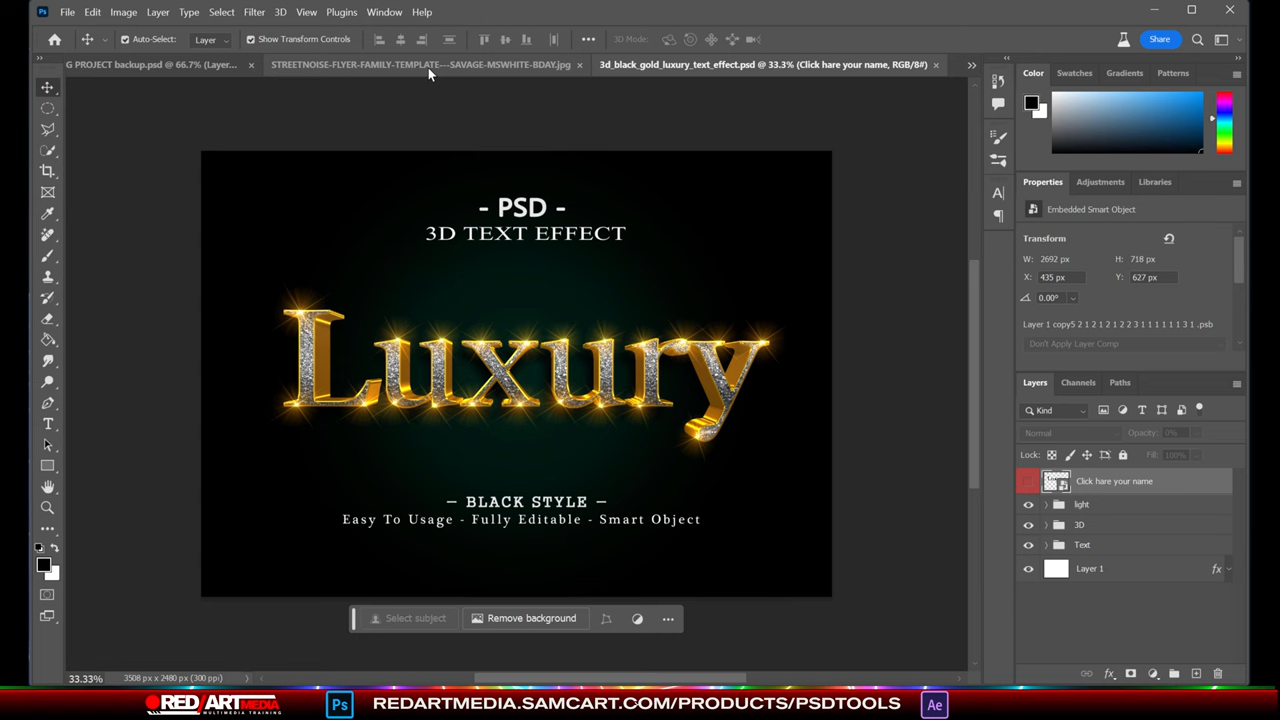 File Edit Image Layer Type Select Filter 3D View Plugins Window Help
Auto-Select: Layer Show Transform Controls 3D Mode: Share
G PROJECT backup.psd @ 66.7% (Layer... STREETNOISE-FLYER-FAMILY-TEMPLATE---SAVAGE-MSWHITE-BDAY.jpg 3d_black_gold_luxury_text_effect.psd @ 33.3% (Click hare your name, RGB/8#)
Color Swatches Gradients Patterns
Properties Adjustments Libraries
Embedded Smart Object
Transform
W: 2692 px H: 718 px
X: 435 px Y: 627 px
0.00°
Layer 1 copy5 2 1 2 1 2 1 2 2 3 1 1 1 1 1 1 3 1 .psb
Don't Apply Layer Comp
Layers Channels Paths
Kind
Normal Opacity: 0%
Lock: Fill: 100%
Click hare your name
light
3D
Text
Layer 1 fx
- PSD -
3D TEXT EFFECT
Luxury
— BLACK STYLE —
Easy To Usage - Fully Editable - Smart Object
Select subject Remove background
33.33% 3508 px x 2480 px (300 ppi)
RED/ART MEDIA
MULTIMEDIA TRAINING
Ps REDARTMEDIA.SAMCART.COM/PRODUCTS/PSDTOOLS Ae